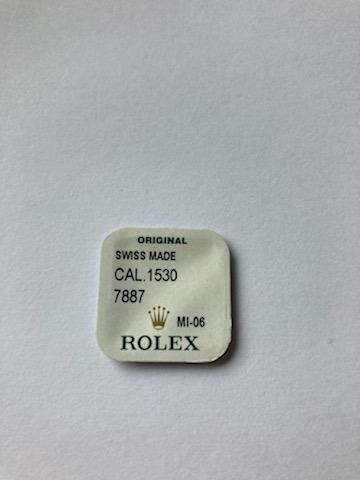 ORIGINAL
SWISS MADE
CAL.1530
7887
MI-06
ROLEX